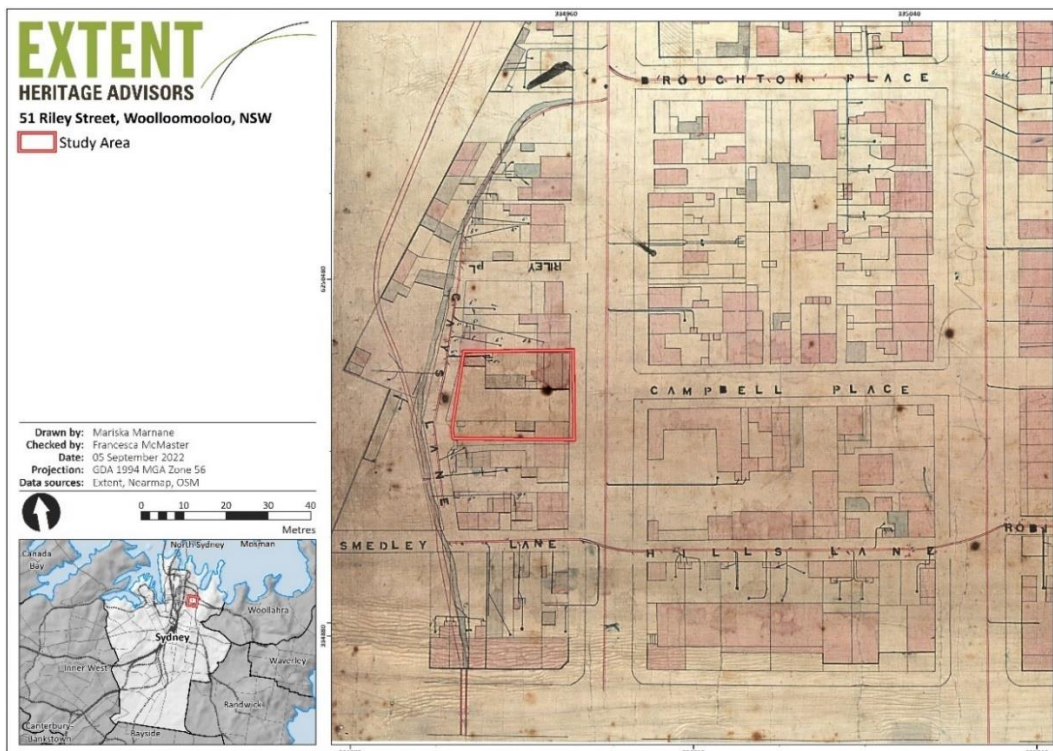 EXTENT
HERITAGE ADVISORS
51 Riley Street, Woolloomooloo, NSW
Study Area
Drawn by: Mariska Marnane
Checked by: Francesca McMaster
Date: 05 September 2022
Projection: GDA 1994 MGA Zone 56
Data sources: Extent, Nearmap, OSM
0 10 20 30 40
Metres
Canada Bay
North Sydney
Mosman
Woollahra
Sydney
Inner West
Waverley
Randwick
Canterbury-Bankstown
Bayside
334960
335040
BROUGHTON PLACE
RILEY
PL
GAYS LANE
CAMPBELL PLACE
SMEDLEY LANE
HILLS LANE